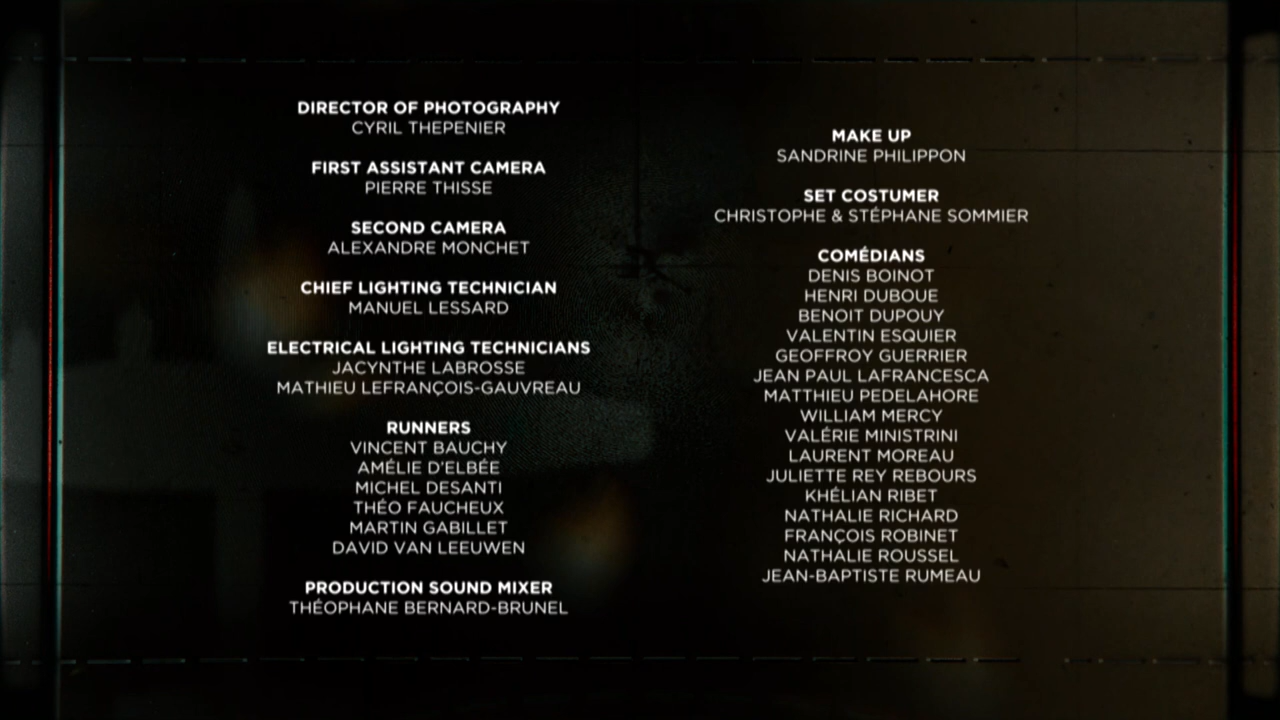 DIRECTOR OF PHOTOGRAPHY
CYRIL THEPENIER
FIRST ASSISTANT CAMERA
PIERRE THISSE
SECOND CAMERA
ALEXANDRE MONCHET
CHIEF LIGHTING TECHNICIAN
MANUEL LESSARD
ELECTRICAL LIGHTING TECHNICIANS
JACYNTHE LABROSSE
MATHIEU LEFRANÇOIS-GAUVREAU
RUNNERS
VINCENT BAUCHY
AMÉLIE D'ELBÉE
MICHEL DESANTI
THÉO FAUCHEUX
MARTIN GABILLET
DAVID VAN LEEUWEN
PRODUCTION SOUND MIXER
THÉOPHANE BERNARD-BRUNEL
MAKE UP
SANDRINE PHILIPPON
SET COSTUMER
CHRISTOPHE & STÉPHANE SOMMIER
COMÉDIANS
DENIS BOINOT
HENRI DUBOUE
BENOIT DUPOUY
VALENTIN ESQUIER
GEOFFROY GUERRIER
JEAN PAUL LAFRANCESCA
MATTHIEU PEDELAHORE
WILLIAM MERCY
VALÉRIE MINISTRINI
LAURENT MOREAU
JULIETTE REY REBOURS
KHÉLIAN RIBET
NATHALIE RICHARD
FRANÇOIS ROBINET
NATHALIE ROUSSEL
JEAN-BAPTISTE RUMEAU